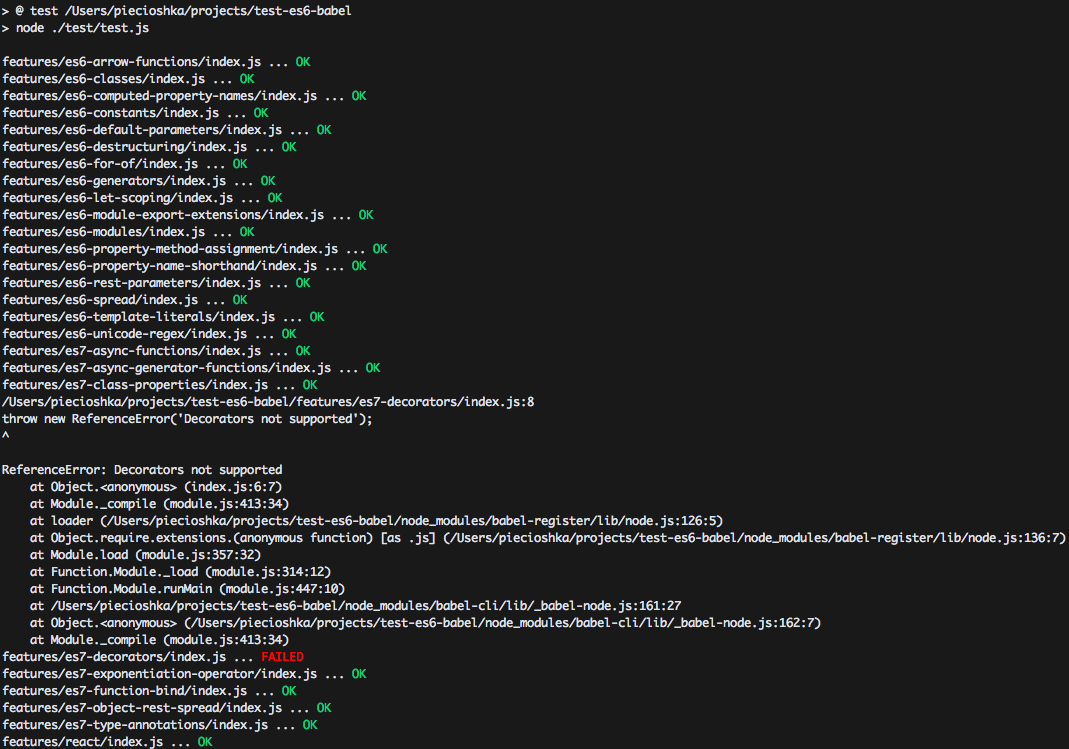 > @ test /Users/piecioshka/projects/test-es6-babel
> node ./test/test.js
features/es6-arrow-functions/index.js ... OK
features/es6-classes/index.js ... OK
features/es6-computed-property-names/index.js ... OK
features/es6-constants/index.js ... OK
features/es6-default-parameters/index.js ... OK
features/es6-destructuring/index.js ... OK
features/es6-for-of/index.js ... OK
features/es6-generators/index.js ... OK
features/es6-let-scoping/index.js ... OK
features/es6-module-export-extensions/index.js ... OK
features/es6-modules/index.js ... OK
features/es6-property-method-assignment/index.js ... OK
features/es6-property-name-shorthand/index.js ... OK
features/es6-rest-parameters/index.js ... OK
features/es6-spread/index.js ... OK
features/es6-template-literals/index.js ... OK
features/es6-unicode-regex/index.js ... OK
features/es7-async-functions/index.js ... OK
features/es7-async-generator-functions/index.js ... OK
features/es7-class-properties/index.js ... OK
/Users/piecioshka/projects/test-es6-babel/features/es7-decorators/index.js:8
throw new ReferenceError('Decorators not supported');
^
ReferenceError: Decorators not supported
    at Object.<anonymous> (index.js:6:7)
    at Module._compile (module.js:413:34)
    at loader (/Users/piecioshka/projects/test-es6-babel/node_modules/babel-register/lib/node.js:126:5)
    at Object.require.extensions.(anonymous function) [as .js] (/Users/piecioshka/projects/test-es6-babel/node_modules/babel-register/lib/node.js:136:7)
    at Module.load (module.js:357:32)
    at Function.Module._load (module.js:314:12)
    at Function.Module.runMain (module.js:447:10)
    at /Users/piecioshka/projects/test-es6-babel/node_modules/babel-cli/lib/_babel-node.js:161:27
    at Object.<anonymous> (/Users/piecioshka/projects/test-es6-babel/node_modules/babel-cli/lib/_babel-node.js:162:7)
    at Module._compile (module.js:413:34)
features/es7-decorators/index.js ... FAILED
features/es7-exponentiation-operator/index.js ... OK
features/es7-function-bind/index.js ... OK
features/es7-object-rest-spread/index.js ... OK
features/es7-type-annotations/index.js ... OK
features/react/index.js ... OK